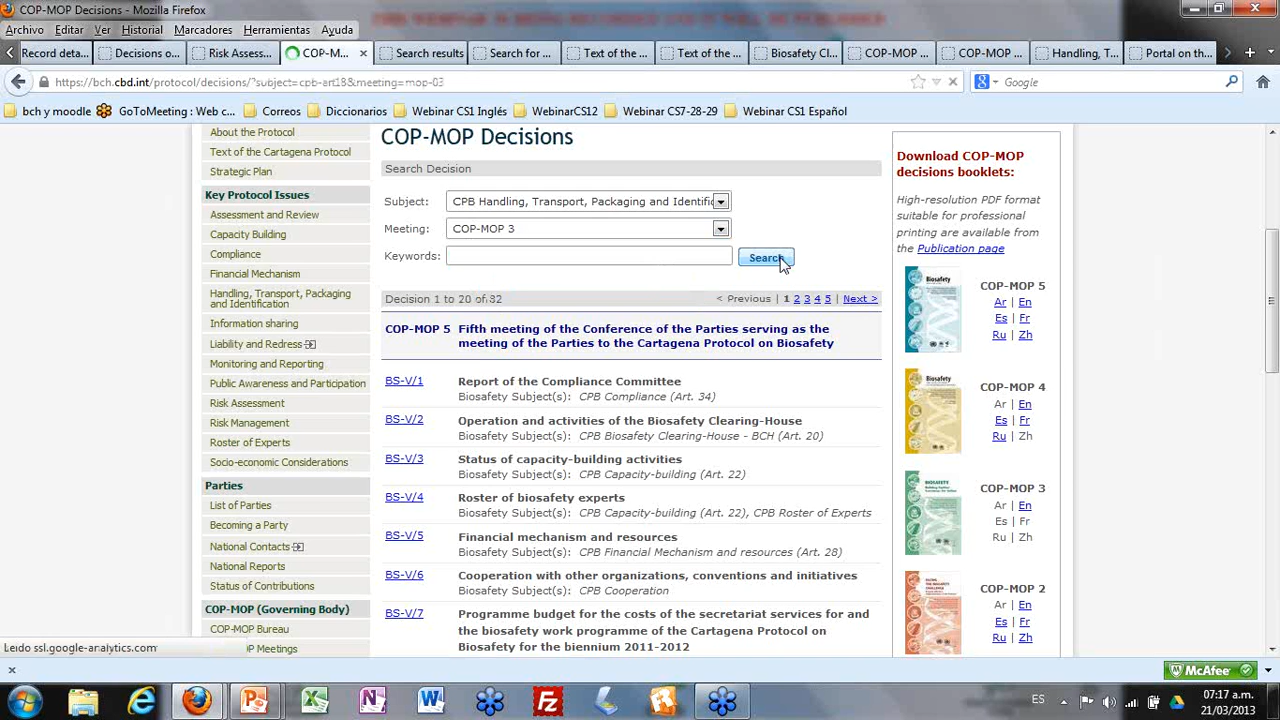 COP-MOP Decisions - Mozilla Firefox
Archivo Editar Ver Historial Marcadores Herramientas Ayuda
Record deta... Decisions o... Risk Assess... COP-M... Search results Search for ... Text of the ... Text of the ... Biosafety Cl... COP-MOP ... COP-MOP ... Handling, T... Portal on th...
https://bch.cbd.int/protocol/decisions/?subject=cpb-art18&meeting=mop-03
Google
bch y moodle GoToMeeting : Web c... Correos Diccionarios Webinar CS1 Inglés WebinarCS12 Webinar CS7-28-29 Webinar CS1 Español
About the Protocol
Text of the Cartagena Protocol
Strategic Plan
Key Protocol Issues
Assessment and Review
Capacity Building
Compliance
Financial Mechanism
Handling, Transport, Packaging
and Identification
Information sharing
Liability and Redress
Monitoring and Reporting
Public Awareness and Participation
Risk Assessment
Risk Management
Roster of Experts
Socio-economic Considerations
Parties
List of Parties
Becoming a Party
National Contacts
National Reports
Status of Contributions
COP-MOP (Governing Body)
COP-MOP Bureau
P Meetings
COP-MOP Decisions
Search Decision
Subject: CPB Handling, Transport, Packaging and Identific
Meeting: COP-MOP 3
Keywords:
Search
Decision 1 to 20 of 82 < Previous | 1 2 3 4 5 | Next >
COP-MOP 5 Fifth meeting of the Conference of the Parties serving as the
meeting of the Parties to the Cartagena Protocol on Biosafety
BS-V/1 Report of the Compliance Committee
Biosafety Subject(s): CPB Compliance (Art. 34)
BS-V/2 Operation and activities of the Biosafety Clearing-House
Biosafety Subject(s): CPB Biosafety Clearing-House - BCH (Art. 20)
BS-V/3 Status of capacity-building activities
Biosafety Subject(s): CPB Capacity-building (Art. 22)
BS-V/4 Roster of biosafety experts
Biosafety Subject(s): CPB Capacity-building (Art. 22), CPB Roster of Experts
BS-V/5 Financial mechanism and resources
Biosafety Subject(s): CPB Financial Mechanism and resources (Art. 28)
BS-V/6 Cooperation with other organizations, conventions and initiatives
Biosafety Subject(s): CPB Cooperation
BS-V/7 Programme budget for the costs of the secretariat services for and
the biosafety work programme of the Cartagena Protocol on
Biosafety for the biennium 2011-2012
Download COP-MOP
decisions booklets:
High-resolution PDF format
suitable for professional
printing are available from
the Publication page
COP-MOP 5
Ar | En
Es | Fr
Ru | Zh
COP-MOP 4
Ar | En
Es | Fr
Ru | Zh
COP-MOP 3
Ar | En
Es | Fr
Ru | Zh
COP-MOP 2
Ar | En
Es | Fr
Ru | Zh
Leido ssl.google-analytics.com
McAfee
ES
07:17 a.m.
21/03/2013